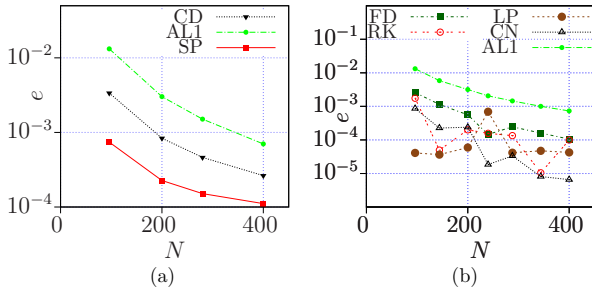 CD
AL1
SP
10^{-2}
10^{-3}
10^{-4}
e
0 200 400
N
(a)
FD LP
RK CN
AL1
10^{-1}
10^{-2}
10^{-3}
10^{-4}
10^{-5}
e
0 200 400
N
(b)